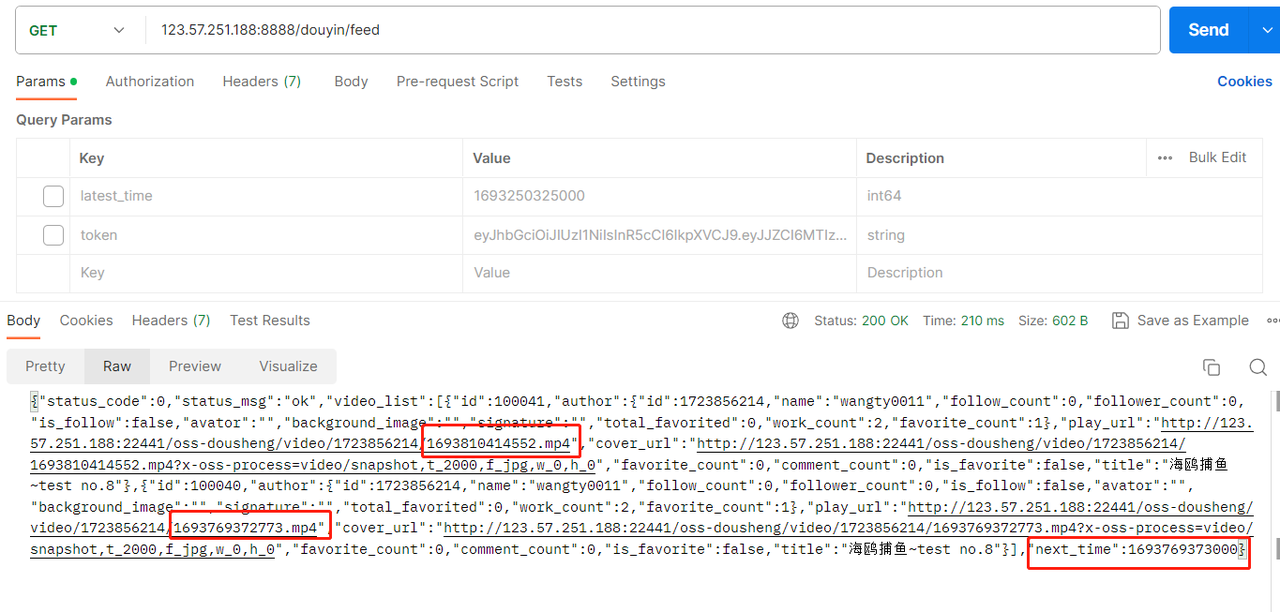 GET 123.57.251.188:8888/douyin/feed Send
Params Authorization Headers (7) Body Pre-request Script Tests Settings Cookies
Query Params
Key Value Description ••• Bulk Edit
latest_time 1693250325000 int64
token string
Key Value Description
Body Cookies Headers (7) Test Results Status: 200 OK Time: 210 ms Size: 602 B Save as Example
Pretty Raw Preview Visualize
{"status_code":0,"status_msg":"ok","video_list":[{"id":100041,"author":{"id":1723856214,"name":"wangty0011","follow_count":0,"follower_count":0,
"is_follow":false,"avator":"","background_image":"","signature":"","total_favorited":0,"work_count":2,"favorite_count":1},"play_url":"http://123.
57.251.188:22441/oss-dousheng/video/1723856214/1693810414552.mp4","cover_url":"http://123.57.251.188:22441/oss-dousheng/video/1723856214/
1693810414552.mp4?x-oss-process=video/snapshot,t_2000,f_jpg,w_0,h_0","favorite_count":0,"comment_count":0,"is_favorite":false,"title":"海鸥捕鱼
~test no.8"},{"id":100040,"author":{"id":1723856214,"name":"wangty0011","follow_count":0,"follower_count":0,"is_follow":false,"avator":"",
"background_image":"","signature":"","total_favorited":0,"work_count":2,"favorite_count":1},"play_url":"http://123.57.251.188:22441/oss-dousheng/
video/1723856214/1693769372773.mp4","cover_url":"http://123.57.251.188:22441/oss-dousheng/video/1723856214/1693769372773.mp4?x-oss-process=video/
snapshot,t_2000,f_jpg,w_0,h_0","favorite_count":0,"comment_count":0,"is_favorite":false,"title":"海鸥捕鱼~test no.8"}],"next_time":1693769373000}